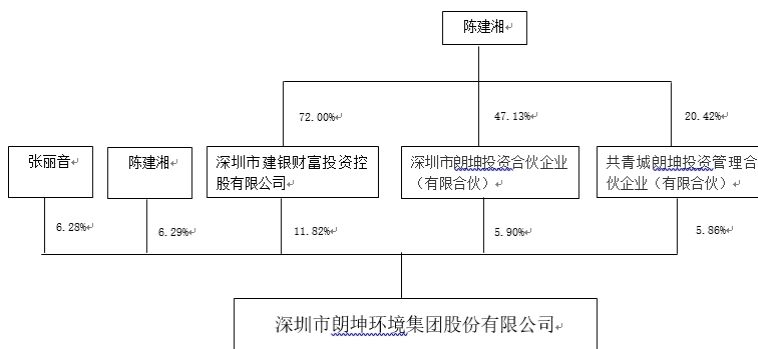 陈建湘
72.00%
47.13%
20.42%
张丽音
陈建湘
深圳市建银财富投资控
股有限公司
深圳市朗坤投资合伙企业
（有限合伙）
共青城朗坤投资管理合
伙企业（有限合伙）
6.28%
6.29%
11.82%
5.90%
5.86%
深圳市朗坤环境集团股份有限公司